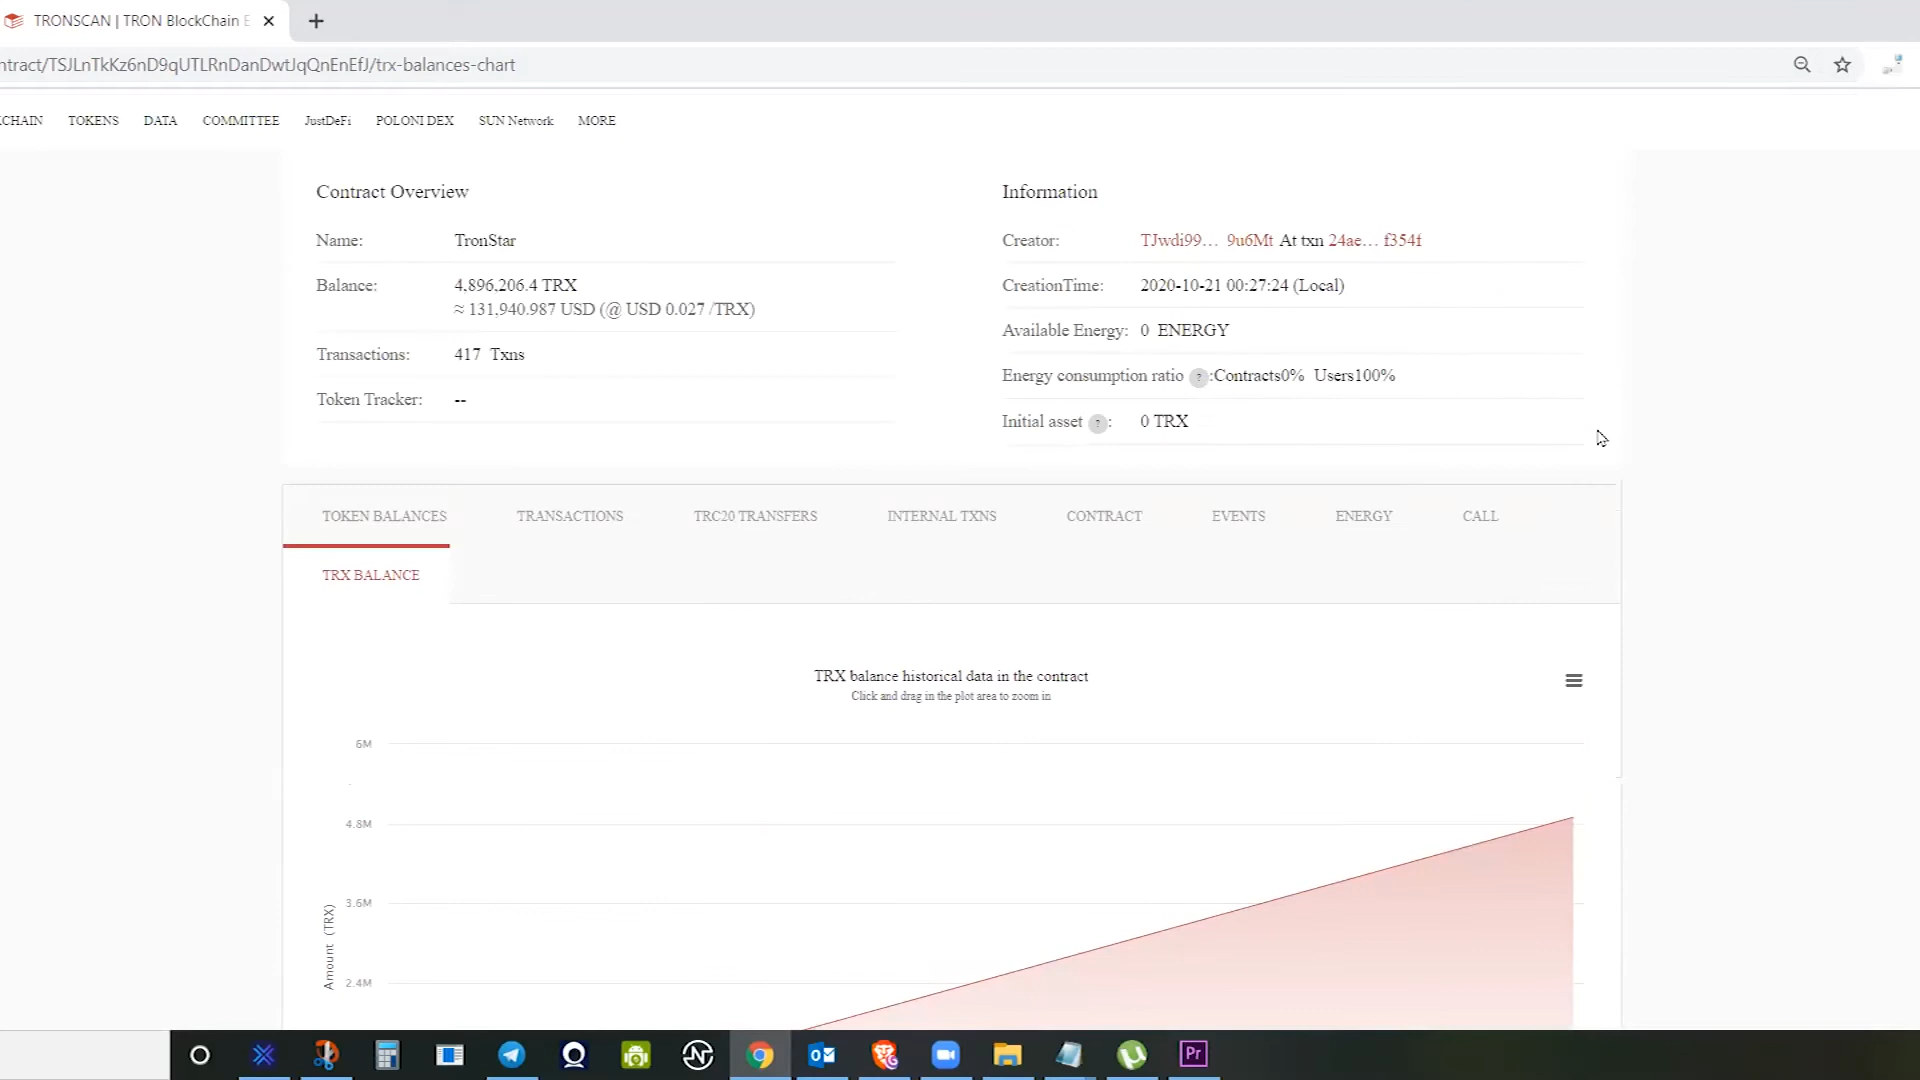 TRONSCAN | TRON BlockChain E
ntract/TSJLnTkKz6nD9qUTLRnDanDwtJqQnEnEfJ/trx-balances-chart
CHAIN TOKENS DATA COMMITTEE JustDeFi POLONI DEX SUN Network MORE
Contract Overview
Name: TronStar
Balance: 4,896,206.4 TRX
≈ 131,940.987 USD (@ USD 0.027 /TRX)
Transactions: 417 Txns
Token Tracker: --
Information
Creator: TJwdi99... 9u6Mt At txn 24ae... f354f
CreationTime: 2020-10-21 00:27:24 (Local)
Available Energy: 0 ENERGY
Energy consumption ratio ? :Contracts0% Users100%
Initial asset ? : 0 TRX
TOKEN BALANCES TRANSACTIONS TRC20 TRANSFERS INTERNAL TXNS CONTRACT EVENTS ENERGY CALL
TRX BALANCE
TRX balance historical data in the contract
Click and drag in the plot area to zoom in
6M
4.8M
3.6M
2.4M
Amount (TRX)
Pr